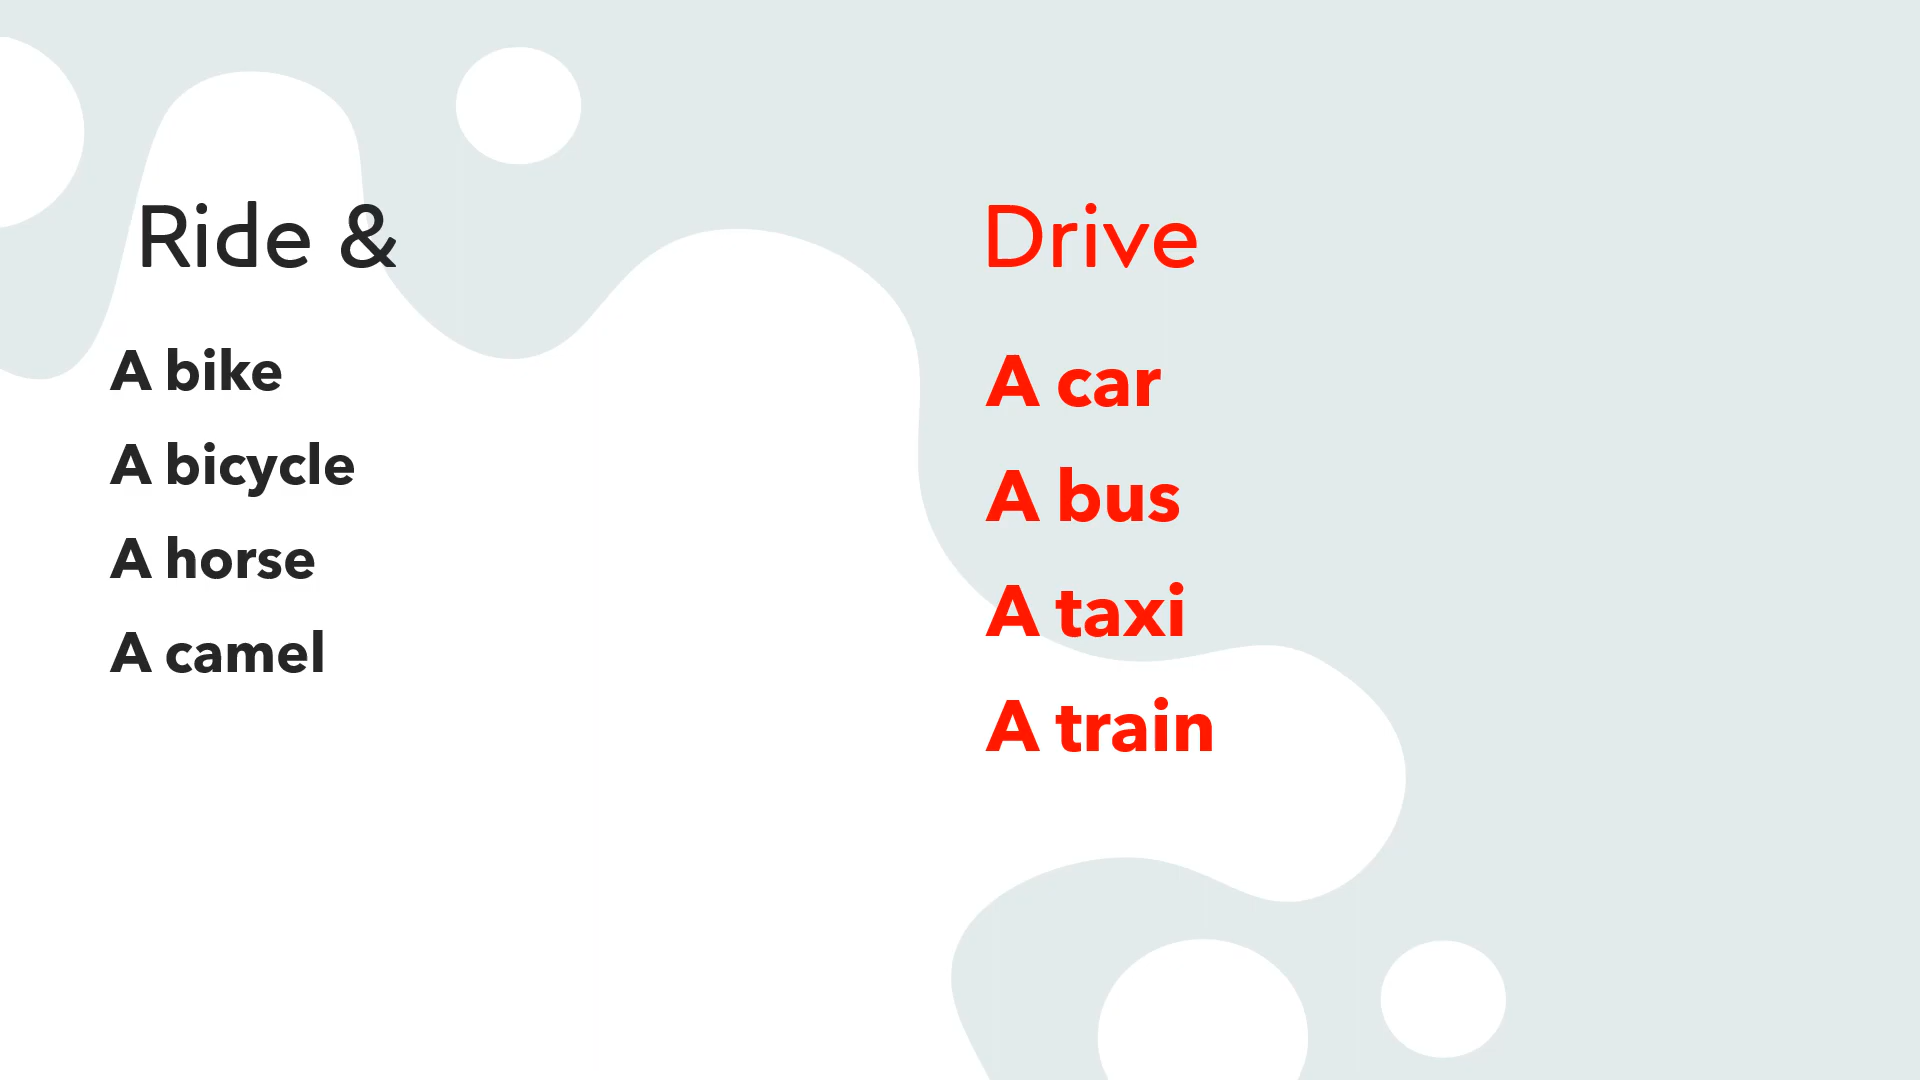 Ride &
A bike
A bicycle
A horse
A camel
Drive
A car
A bus
A taxi
A train